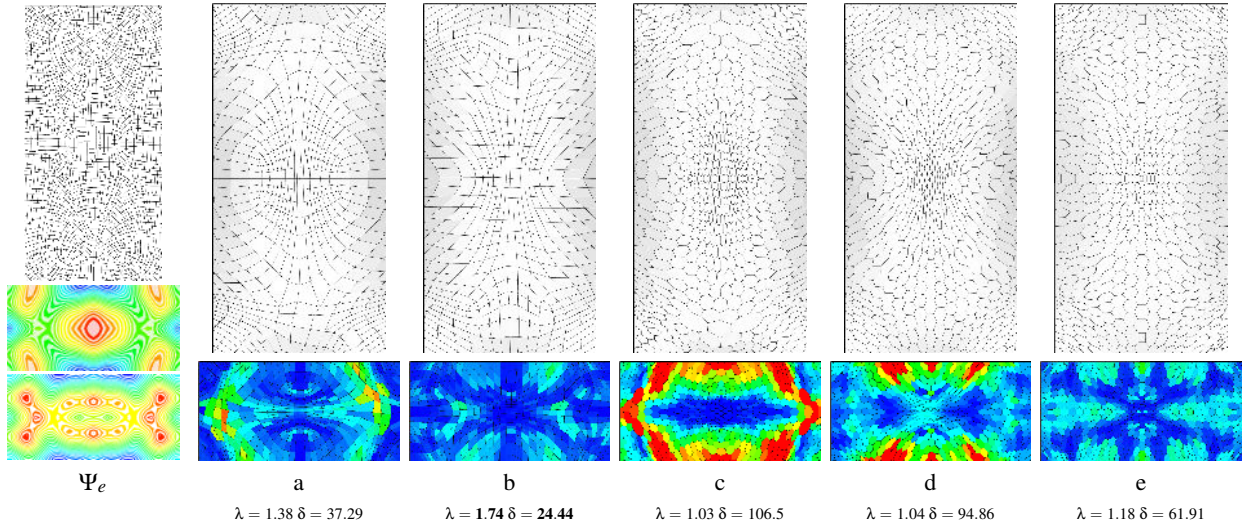 Ψ_e a b c d e
λ = 1.38 δ = 37.29 λ = 1.74 δ = 24.44 λ = 1.03 δ = 106.5 λ = 1.04 δ = 94.86 λ = 1.18 δ = 61.91